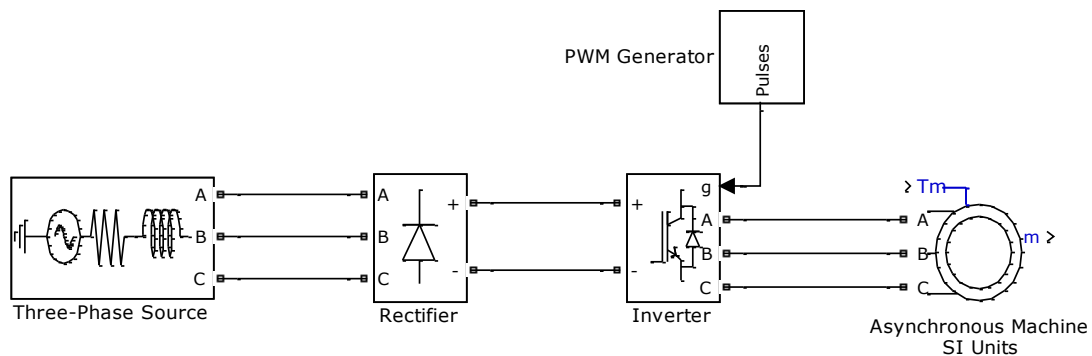 PWM Generator
Pulses
A
B
C
Three-Phase Source
A
B
C
+
-
Rectifier
+
-
g
A
B
C
Inverter
Tm
m
A
B
C
Asynchronous Machine
SI Units